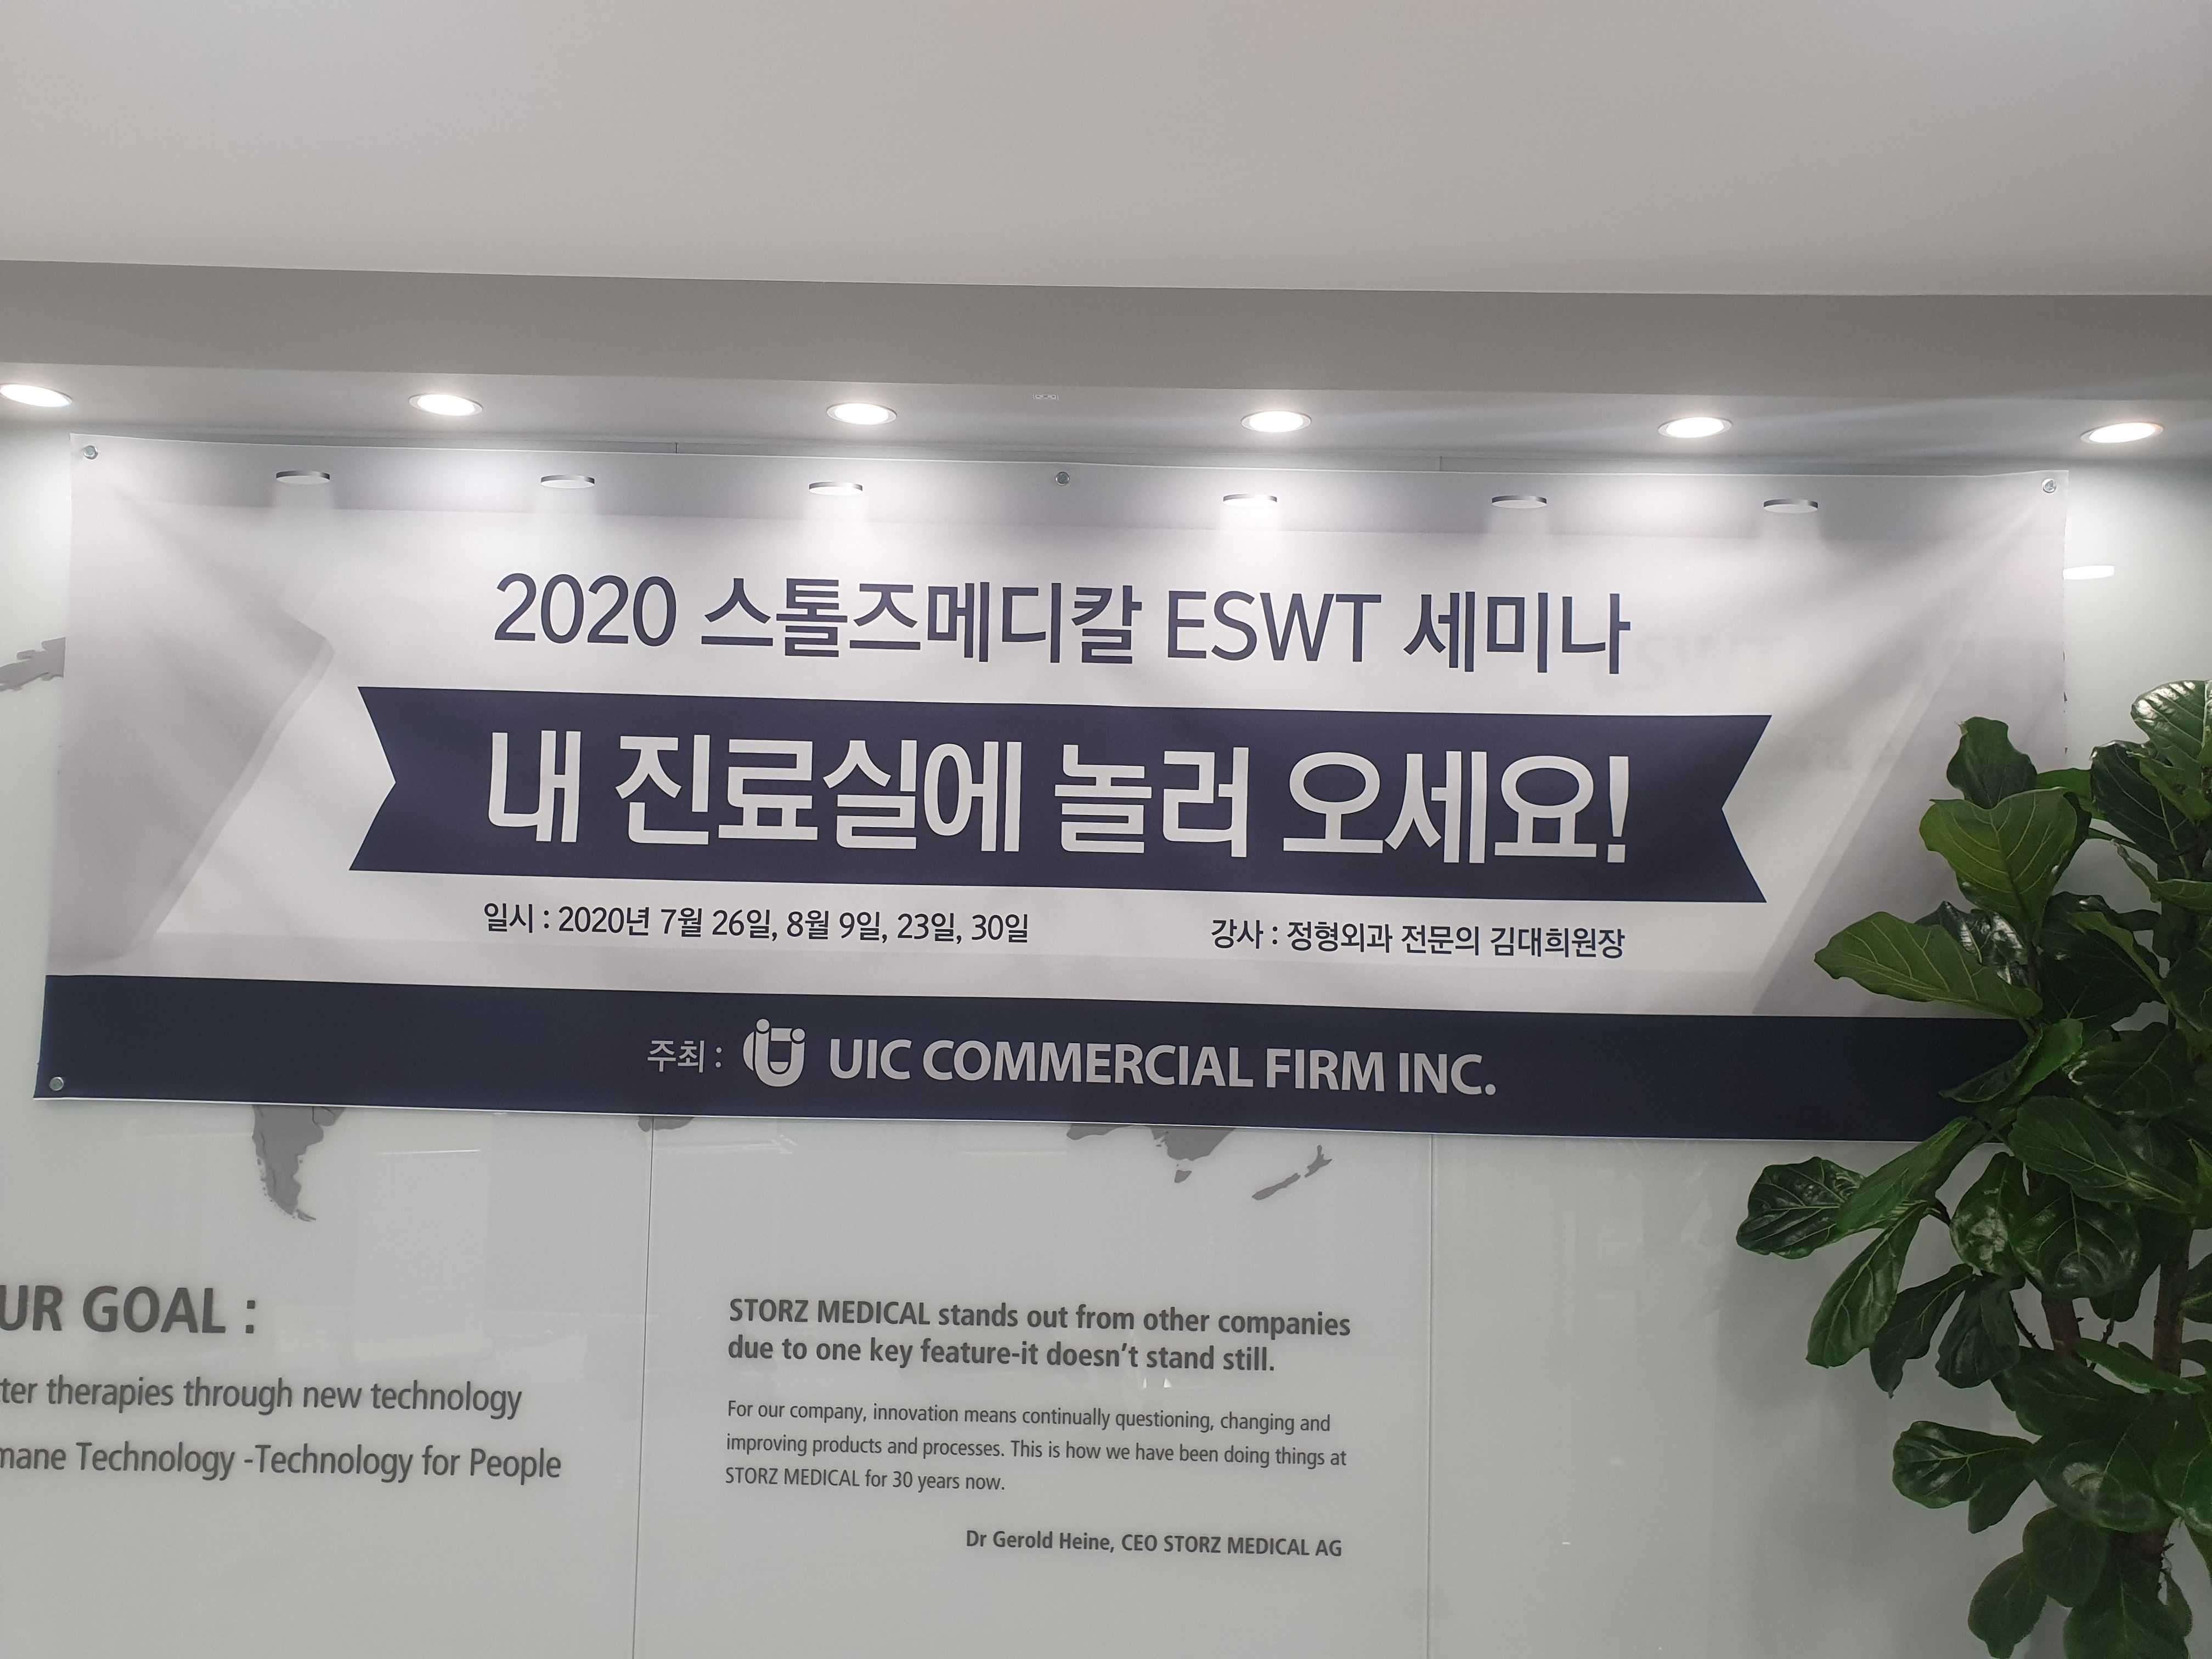 2020 스톨즈메디칼 ESWT 세미나
내 진료실에 놀러 오세요!
일시 : 2020년 7월 26일, 8월 9일, 23일, 30일
강사 : 정형외과 전문의 김대희원장
주최 : UIC COMMERCIAL FIRM INC.
UR GOAL :
ter therapies through new technology
mane Technology -Technology for People
STORZ MEDICAL stands out from other companies
due to one key feature-it doesn't stand still.
For our company, innovation means continually questioning, changing and
improving products and processes. This is how we have been doing things at
STORZ MEDICAL for 30 years now.
Dr Gerold Heine, CEO STORZ MEDICAL AG